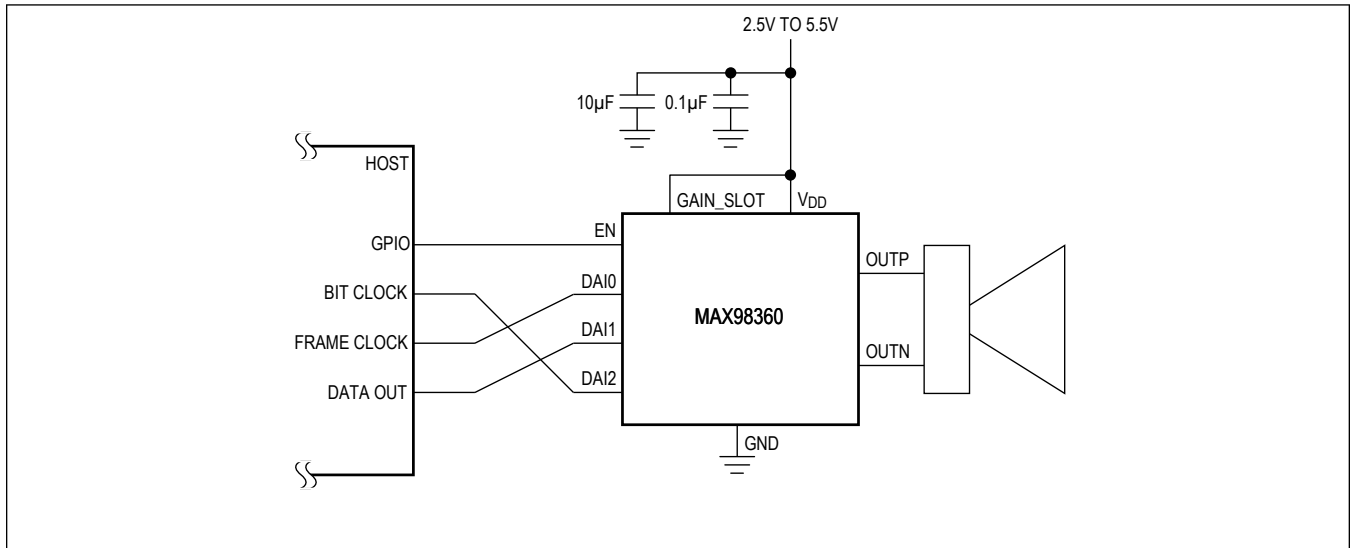 2.5V TO 5.5V
10µF
0.1µF
HOST
GAIN_SLOT
VDD
GPIO
EN
BIT CLOCK
DAI0
OUTP
FRAME CLOCK
DAI1
MAX98360
DATA OUT
DAI2
OUTN
GND